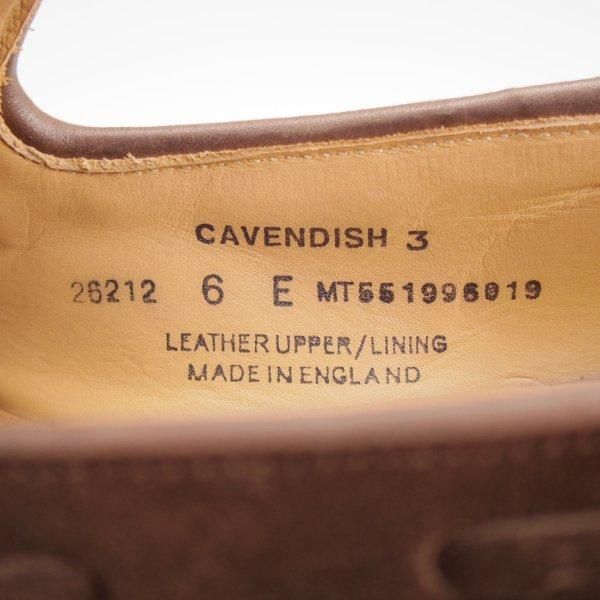 CAVENDISH 3
26212 6 E MT551996019
LEATHER UPPER/LINING
MADE IN ENGLAND